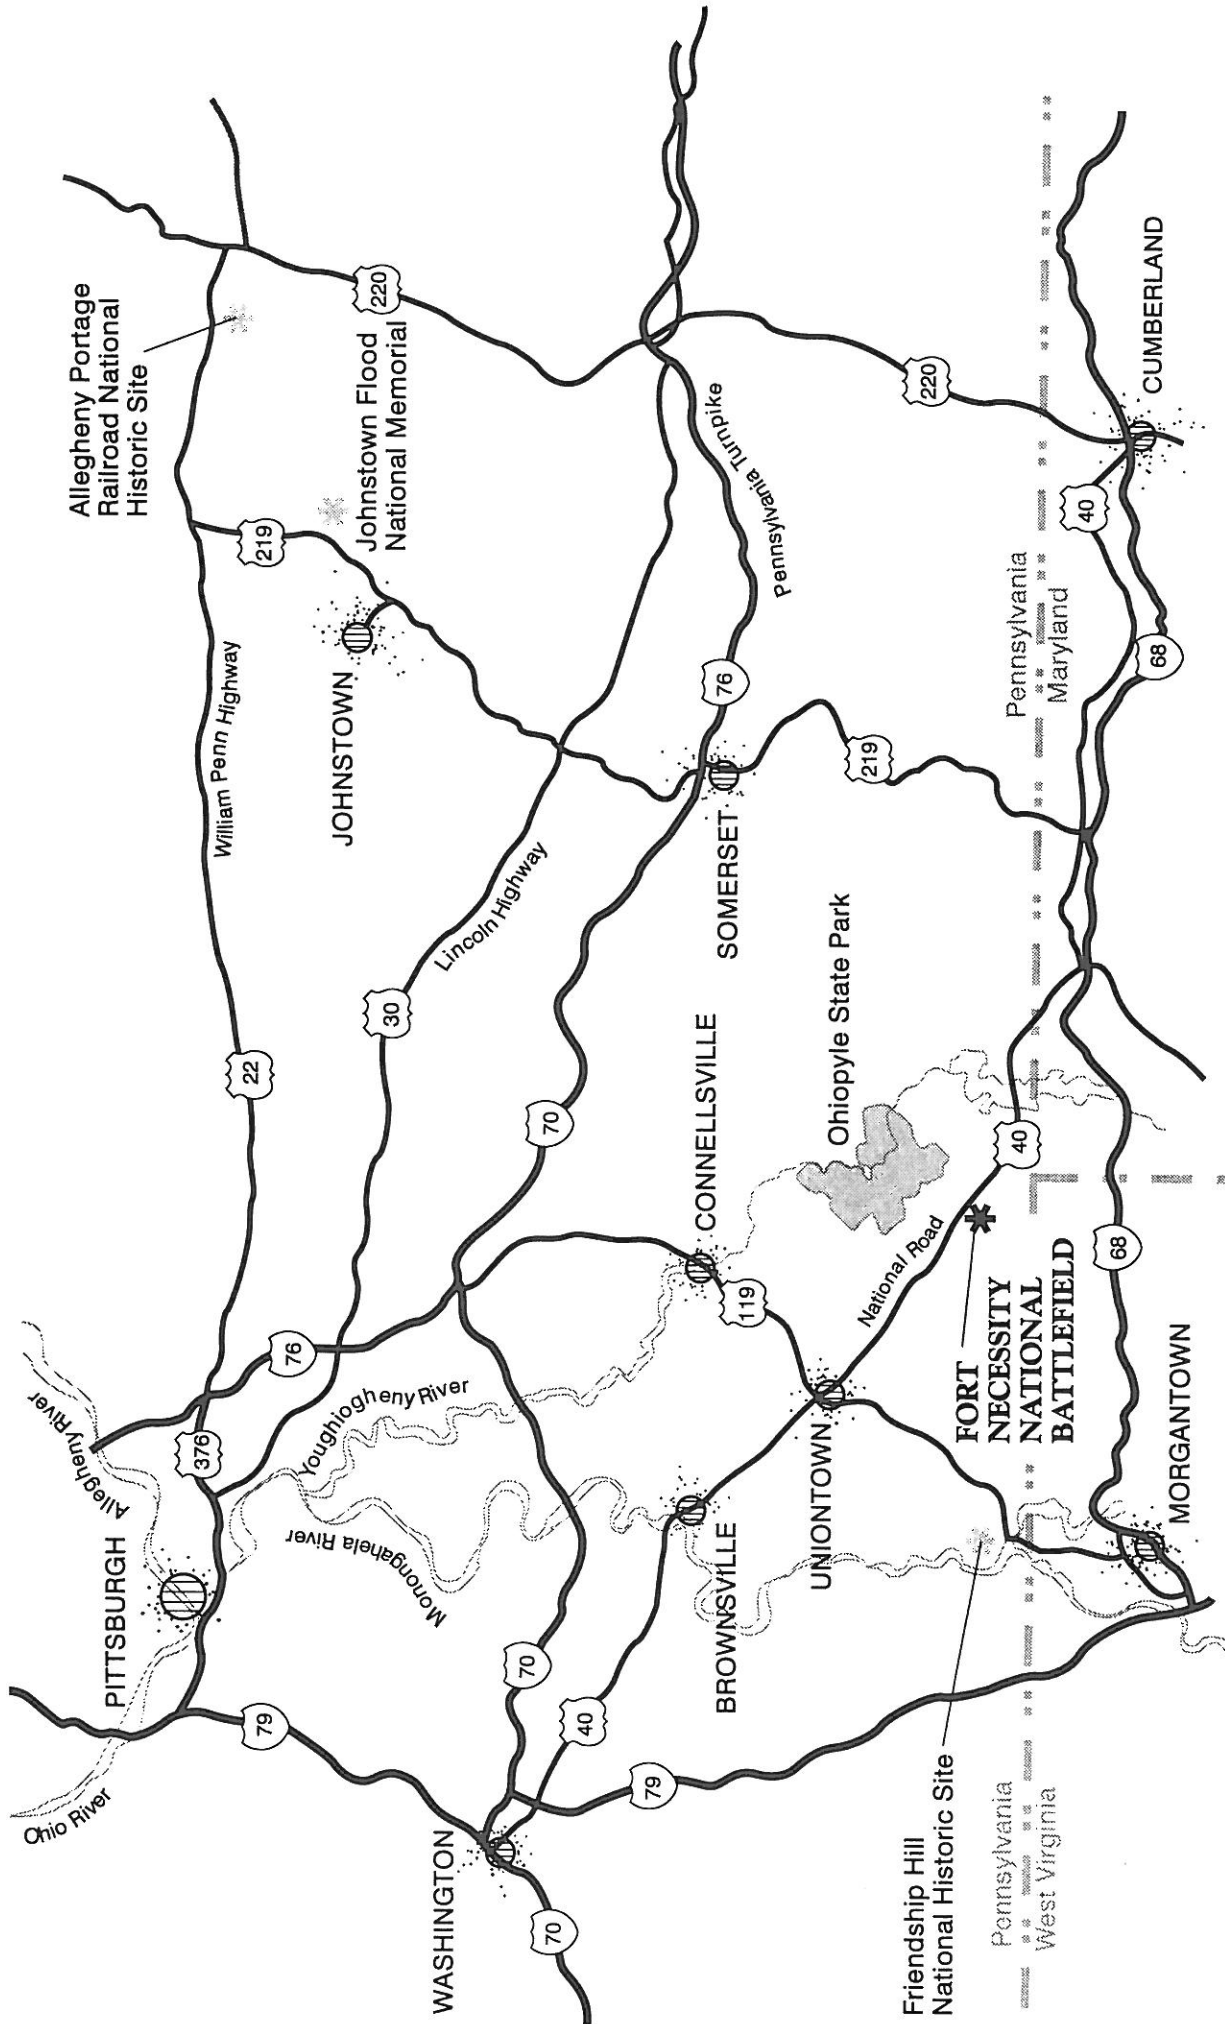 Ohio River
PITTSBURGH
Allegheny River
79
376
76
22
William Penn Highway
219
220
Allegheny Portage
Railroad National
Historic Site
Johnstown Flood
National Memorial
JOHNSTOWN
30
Lincoln Highway
Youghiogheny River
Monongahela River
WASHINGTON
70
70
70
40
79
BROWNSVILLE
CONNELLSVILLE
119
UNIONTOWN
SOMERSET
76
Pennsylvania Turnpike
219
220
Ohiopyle State Park
National Road
40
FORT
NECESSITY
NATIONAL
BATTLEFIELD
Friendship Hill
National Historic Site
Pennsylvania
West Virginia
Pennsylvania
Maryland
68
MORGANTOWN
68
40
CUMBERLAND